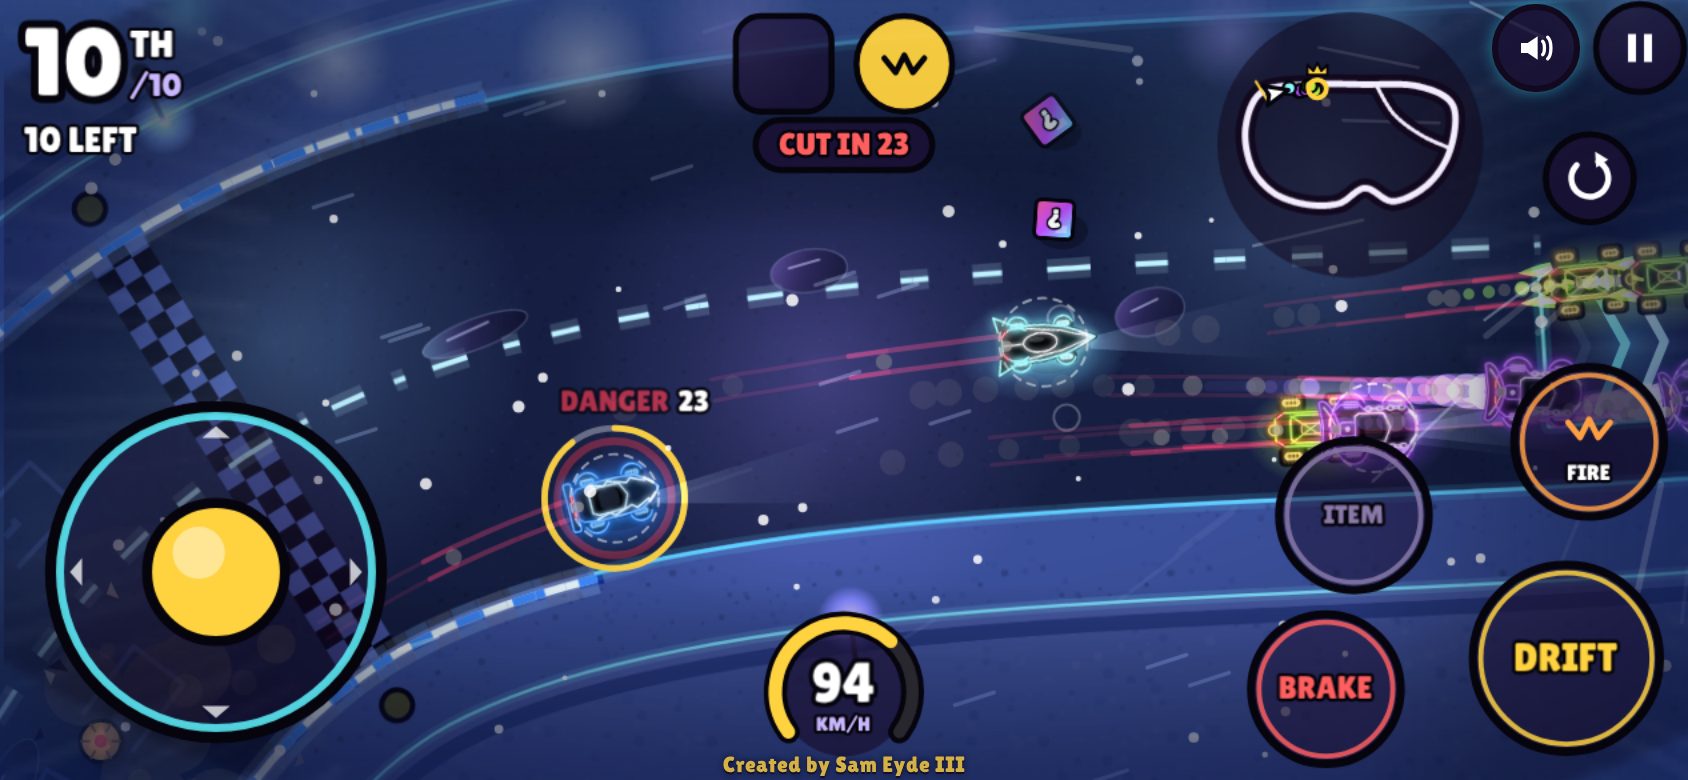 10TH
/10
10 LEFT
CUT IN 23
DANGER 23
FIRE
ITEM
DRIFT
BRAKE
94
KM/H
Created by Sam Eyde III